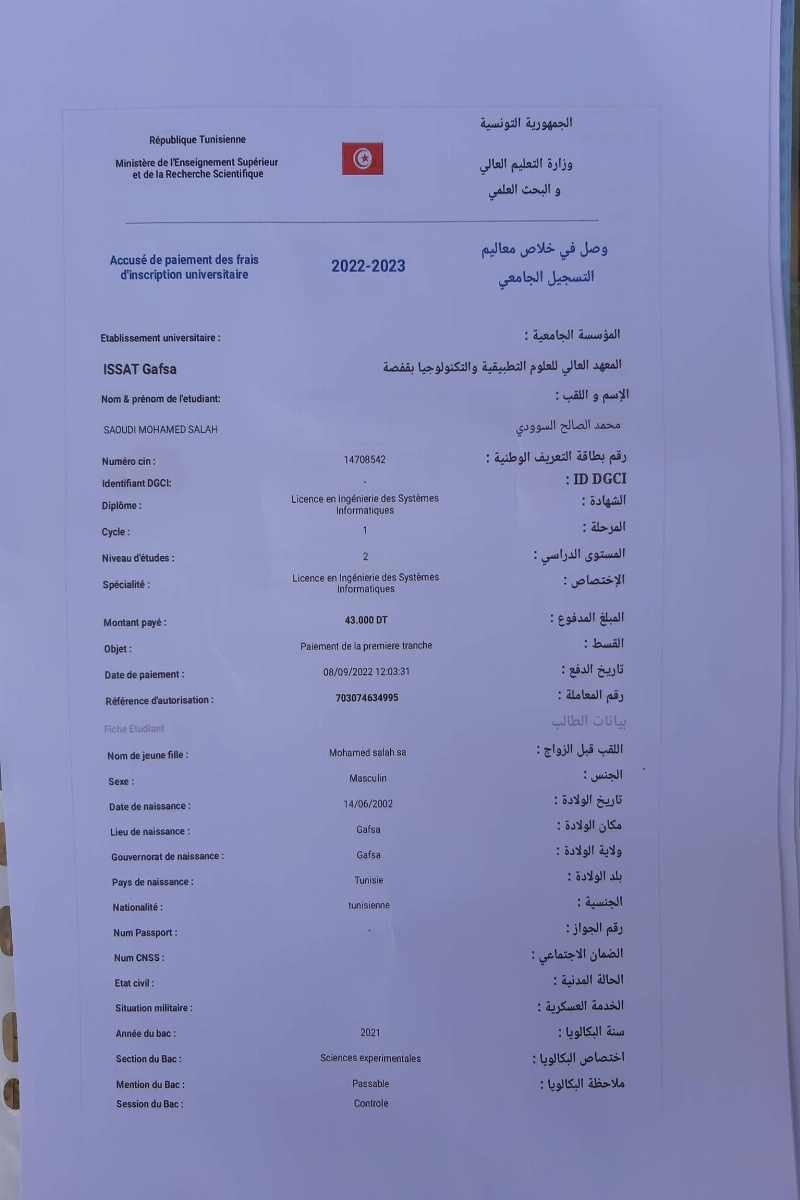 République Tunisienne
Ministère de l'Enseignement Supérieur
et de la Recherche Scientifique
الجمهورية التونسية
وزارة التعليم العالي
و البحث العلمي
Accusé de paiement des frais
d'inscription universitaire
2022-2023
وصل في خلاص معاليم
التسجيل الجامعي
Etablissement universitaire : المؤسسة الجامعية :
ISSAT Gafsa المعهد العالي للعلوم التطبيقية والتكنولوجيا بقفصة
Nom & prénom de l'etudiant: الإسم و اللقب :
SAOUDI MOHAMED SALAH محمد الصالح السوودي
Numéro cin : 14708542 رقم بطاقة التعريف الوطنية :
Identifiant DGCI: - ID DGCI :
Diplôme : Licence en Ingénierie des Systèmes الشهادة :
Informatiques
Cycle : 1 المرحلة :
Niveau d'études : 2 المستوى الدراسي :
Spécialité : Licence en Ingénierie des Systèmes الإختصاص :
Informatiques
Montant payé : 43.000 DT المبلغ المدفوع :
Objet : Paiement de la premiere tranche القسط :
Date de paiement : 08/09/2022 12:03:31 تاريخ الدفع :
Référence d'autorisation : 703074634995 رقم المعاملة :
Fiche Etudiant بيانات الطالب
Nom de jeune fille : Mohamed salah sa اللقب قبل الزواج :
Sexe : Masculin الجنس :
Date de naissance : 14/06/2002 تاريخ الولادة :
Lieu de naissance : Gafsa مكان الولادة :
Gouvernorat de naissance : Gafsa ولاية الولادة :
Pays de naissance : Tunisie بلد الولادة :
Nationalité : tunisienne الجنسية :
Num Passport : - رقم الجواز :
Num CNSS : الضمان الاجتماعي :
Etat civil : الحالة المدنية :
Situation militaire : الخدمة العسكرية :
Année du bac : 2021 سنة البكالويا :
Section du Bac : Sciences experimentales اختصاص البكالويا :
Mention du Bac : Passable ملاحظة البكالويا :
Session du Bac : Controle